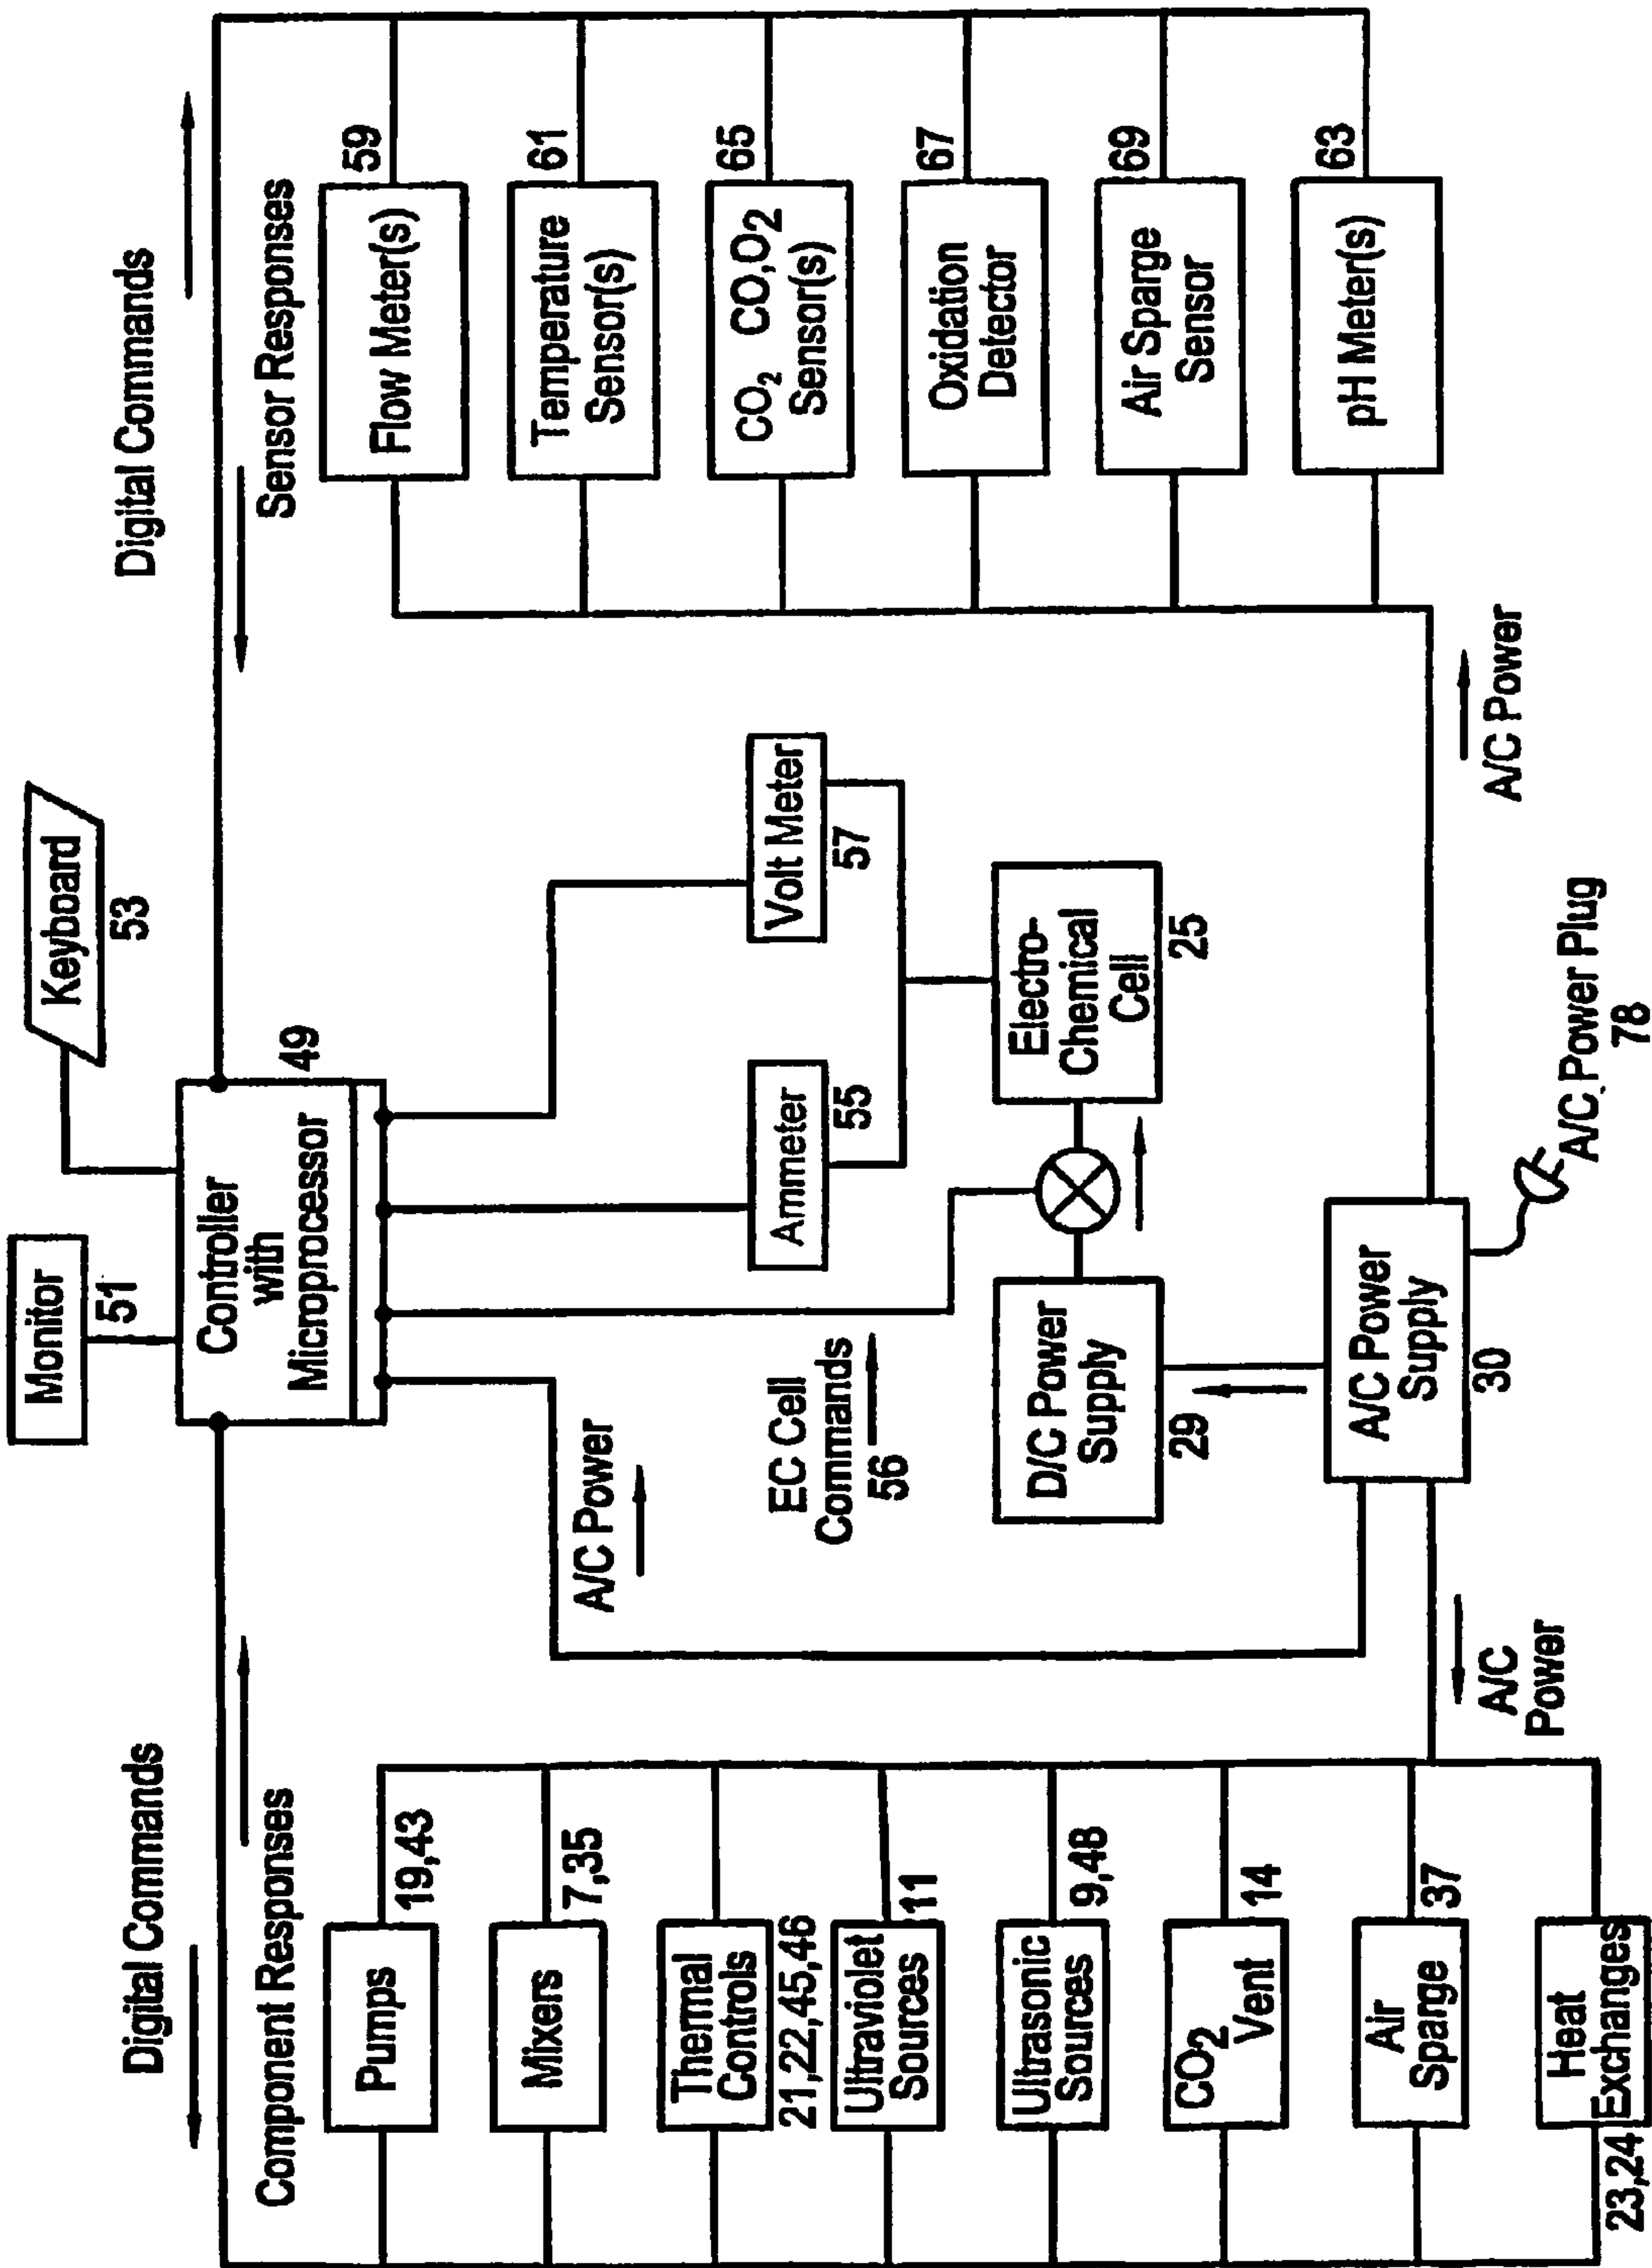 Monitor
51
Keyboard
53
Controller
with
Microprocessor
49
Digital Commands
Component Responses
Digital Commands
Sensor Responses
Pumps
19,43
Mixers
7,35
Thermal
Controls
21,22,45,46
Ultraviolet
Sources
11
Ultrasonic
Sources
9,48
CO2
Vent
14
Air
Sparge
37
Heat
Exchanges
23,24
A/C Power
EC Cell
Commands
56
Ammeter
55
Volt Meter
57
D/C Power
Supply
29
Electro-
Chemical
Cell
25
A/C Power
Supply
30
A/C
Power
A/C Power
A/C Power Plug
78
Flow Meter(s)
59
Temperature
Sensor(s)
61
CO2 CO,O2
Sensor(s)
65
Oxidation
Detector
67
Air Sparge
Sensor
69
pH Meter(s)
63